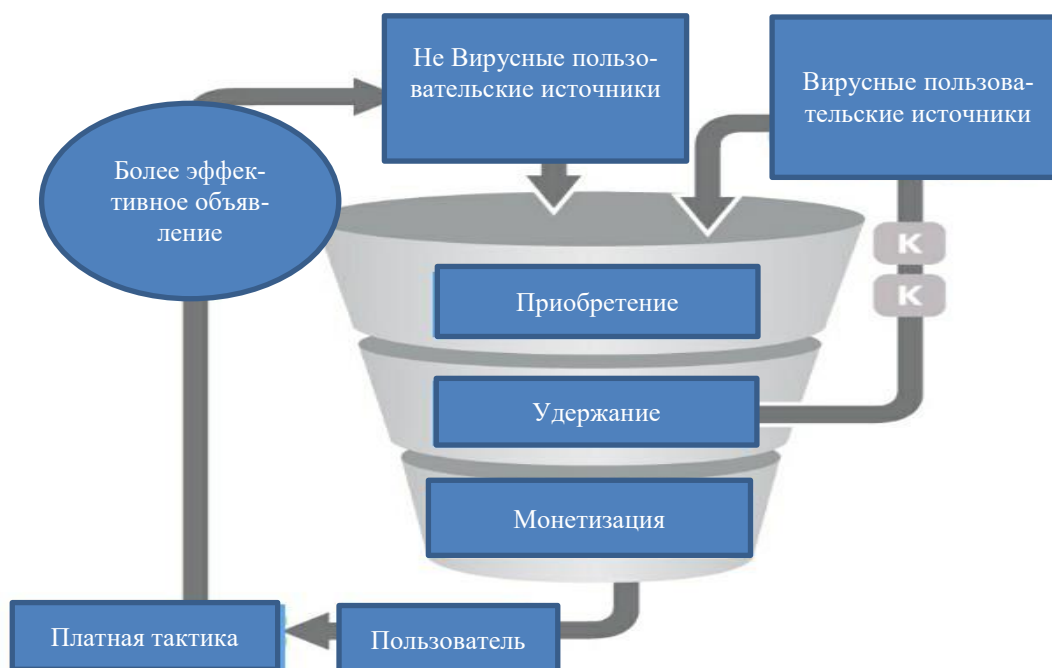 Не Вирусные пользо-
вательские источники
Вирусные пользова-
тельские источники
Более эффек-
тивное объяв-
ление
K
K
Приобретение
Удержание
Монетизация
Платная тактика
Пользователь